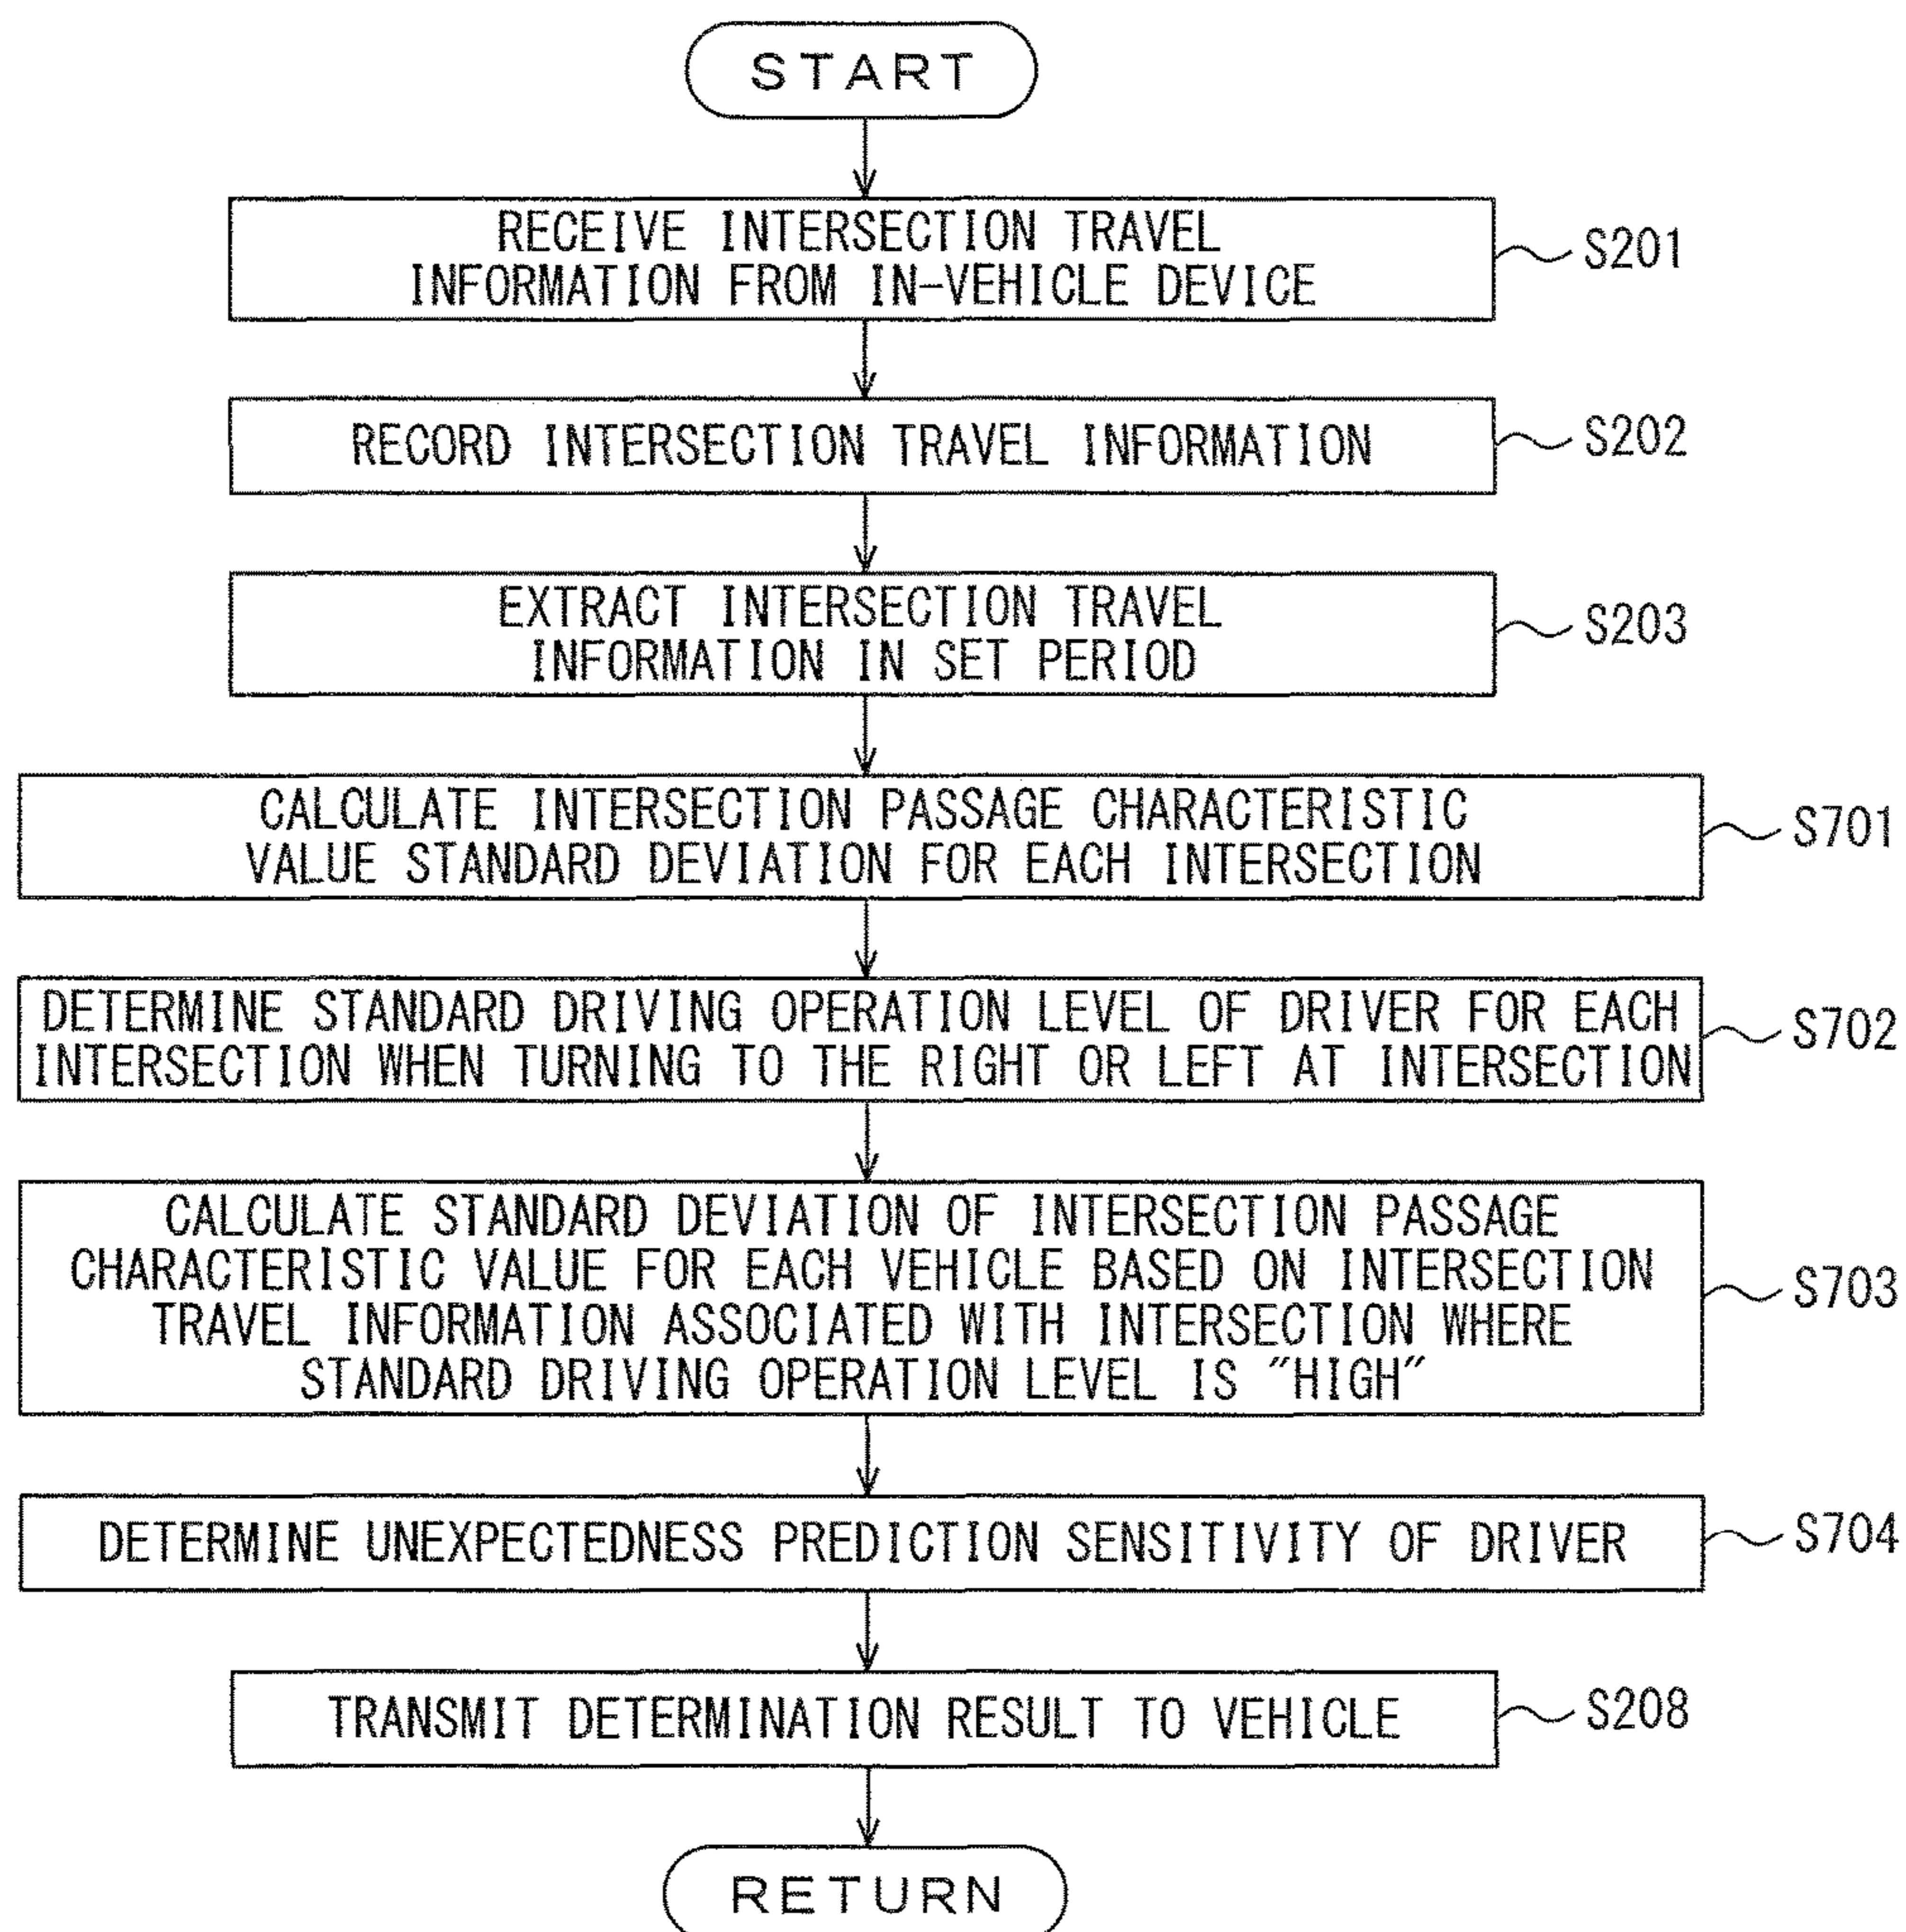 START
RECEIVE INTERSECTION TRAVEL
INFORMATION FROM IN-VEHICLE DEVICE
S201
RECORD INTERSECTION TRAVEL INFORMATION
S202
EXTRACT INTERSECTION TRAVEL
INFORMATION IN SET PERIOD
S203
CALCULATE INTERSECTION PASSAGE CHARACTERISTIC
VALUE STANDARD DEVIATION FOR EACH INTERSECTION
S701
DETERMINE STANDARD DRIVING OPERATION LEVEL OF DRIVER FOR EACH
INTERSECTION WHEN TURNING TO THE RIGHT OR LEFT AT INTERSECTION
S702
CALCULATE STANDARD DEVIATION OF INTERSECTION PASSAGE
CHARACTERISTIC VALUE FOR EACH VEHICLE BASED ON INTERSECTION
TRAVEL INFORMATION ASSOCIATED WITH INTERSECTION WHERE
STANDARD DRIVING OPERATION LEVEL IS "HIGH"
S703
DETERMINE UNEXPECTEDNESS PREDICTION SENSITIVITY OF DRIVER
S704
TRANSMIT DETERMINATION RESULT TO VEHICLE
S208
RETURN